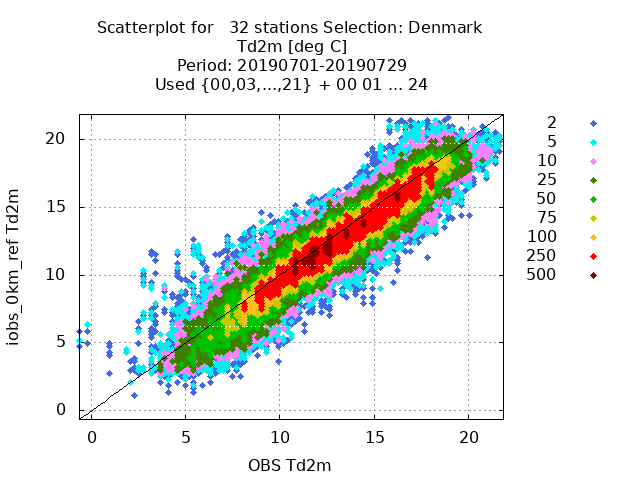 Scatterplot for   32 stations Selection: Denmark
Td2m [deg C]
Period: 20190701-20190729
Used {00,03,...,21} + 00 01 ... 24
iobs_0km_ref Td2m
20
15
10
5
0
0 5 10 15 20
OBS Td2m
2
5
10
25
50
75
100
250
500